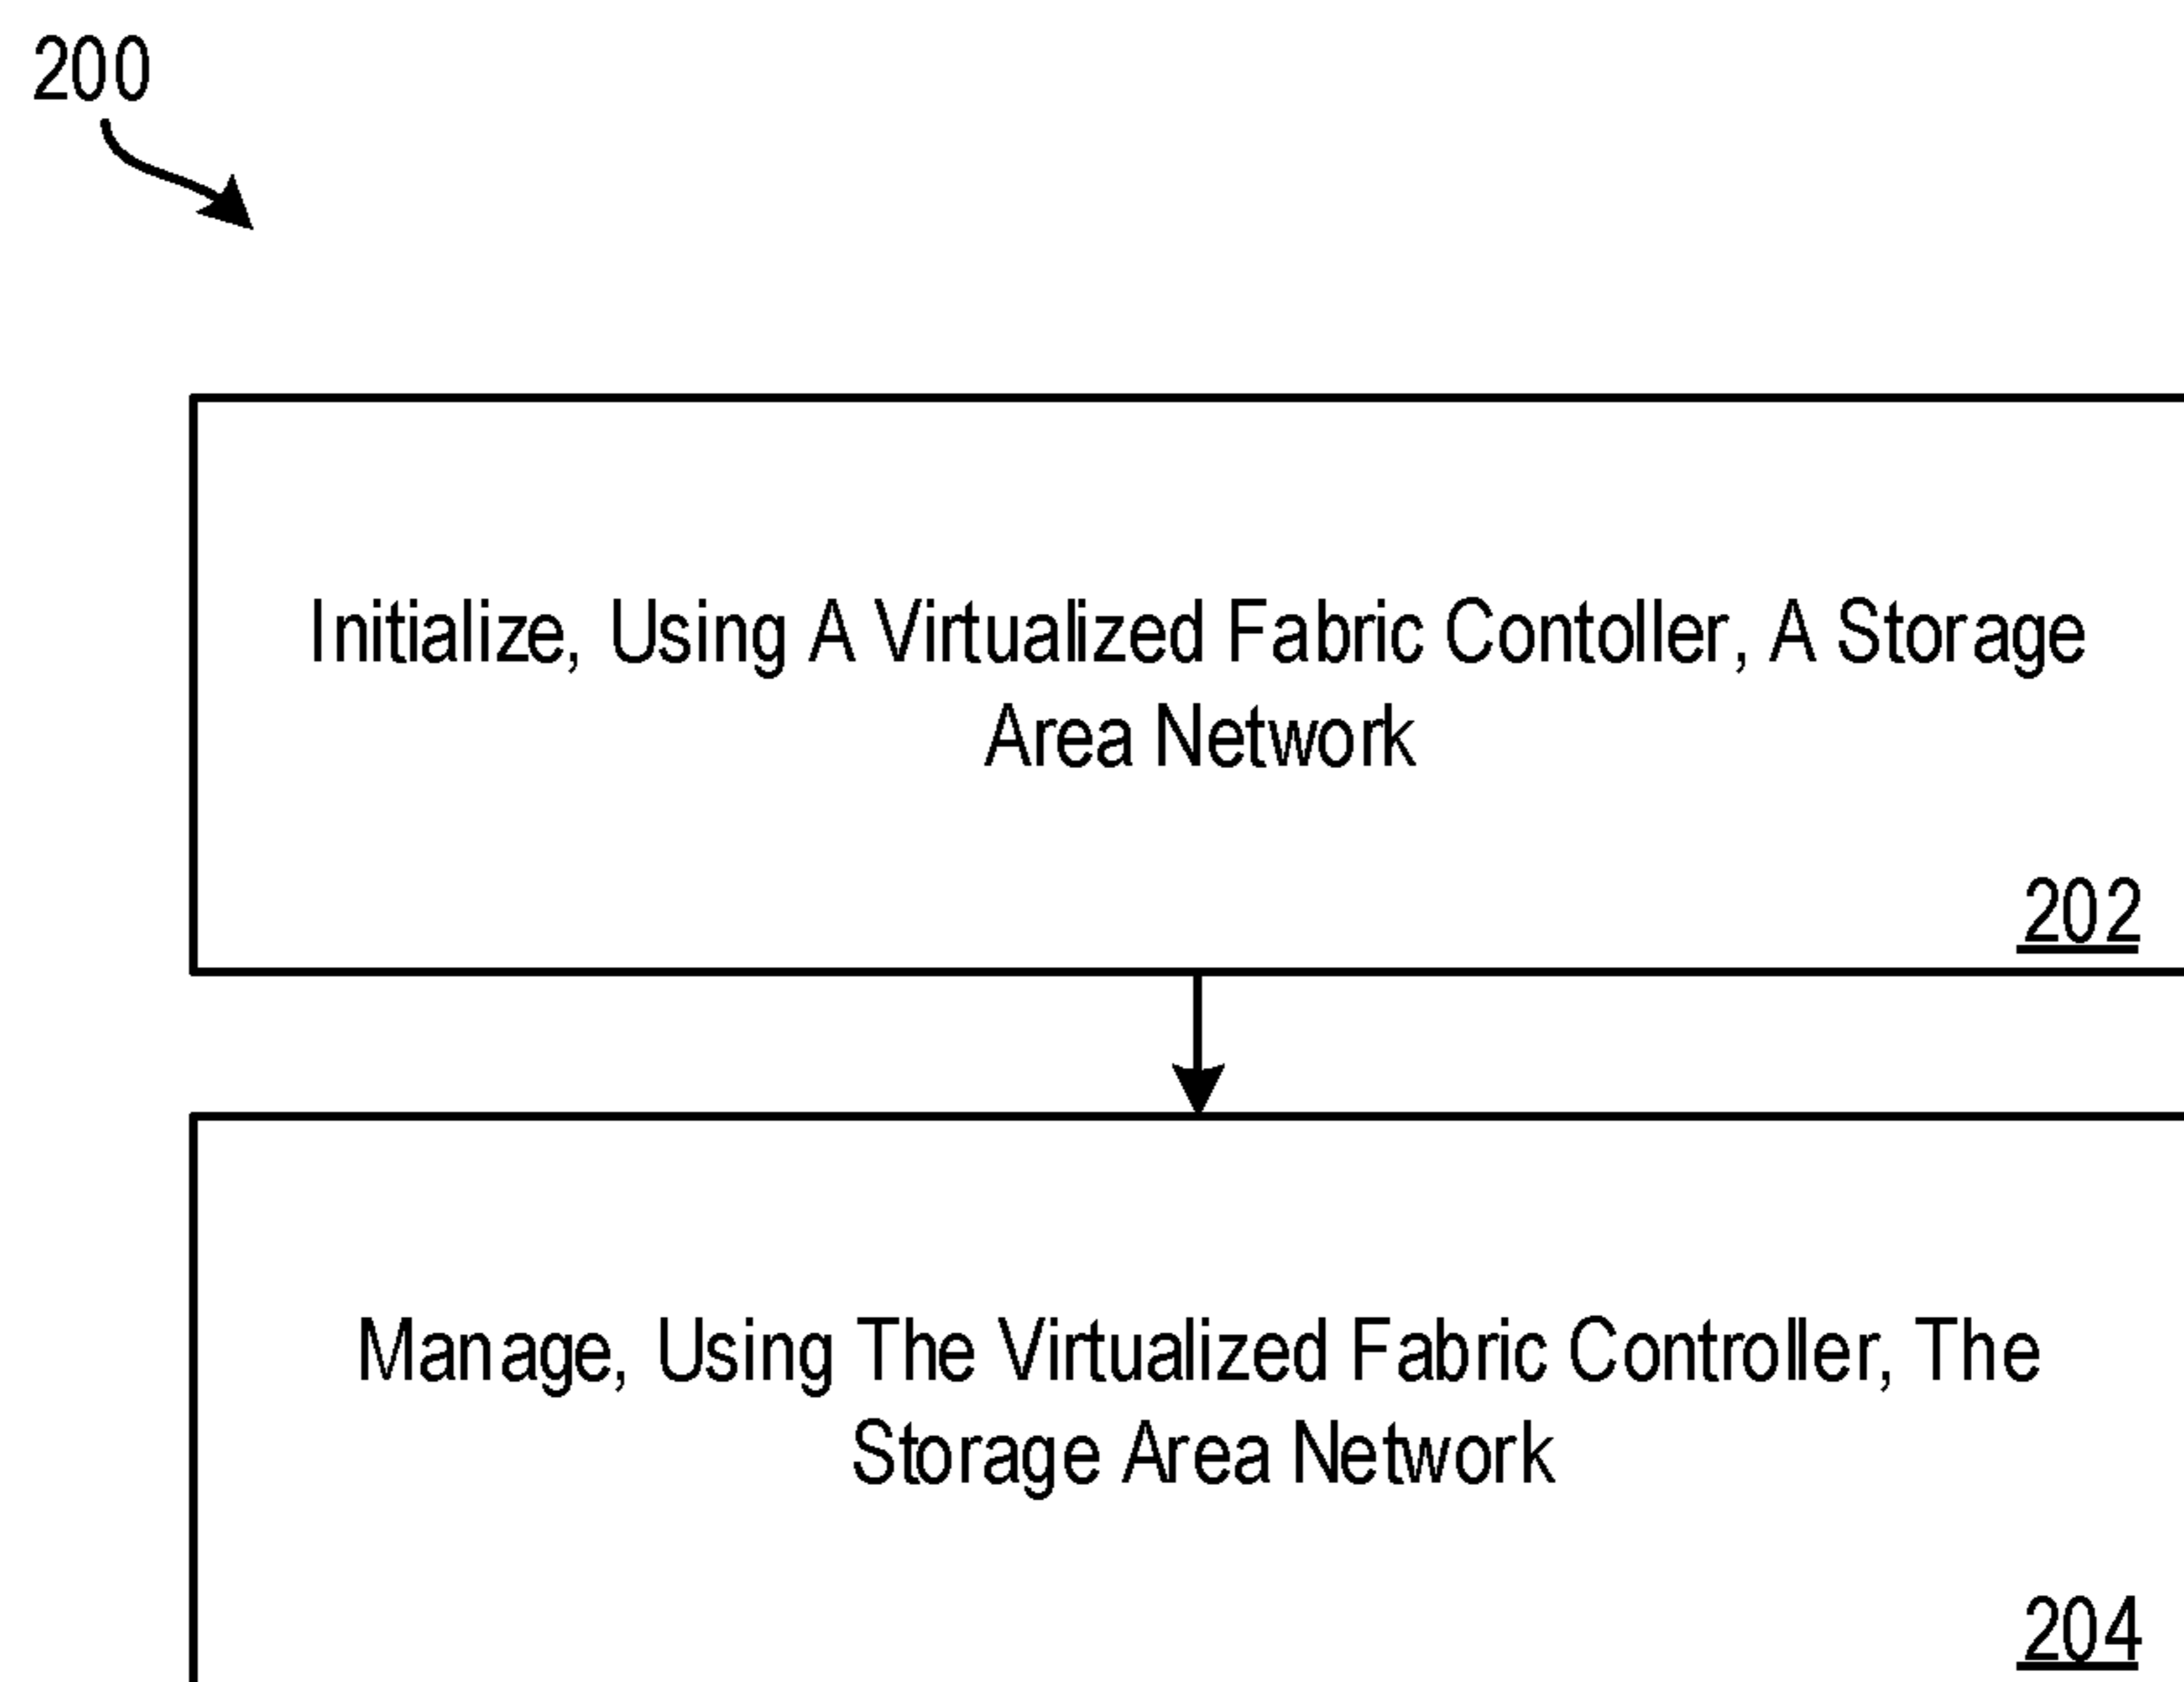 200
Initialize, Using A Virtualized Fabric Contoller, A Storage
Area Network
202
Manage, Using The Virtualized Fabric Controller, The
Storage Area Network
204